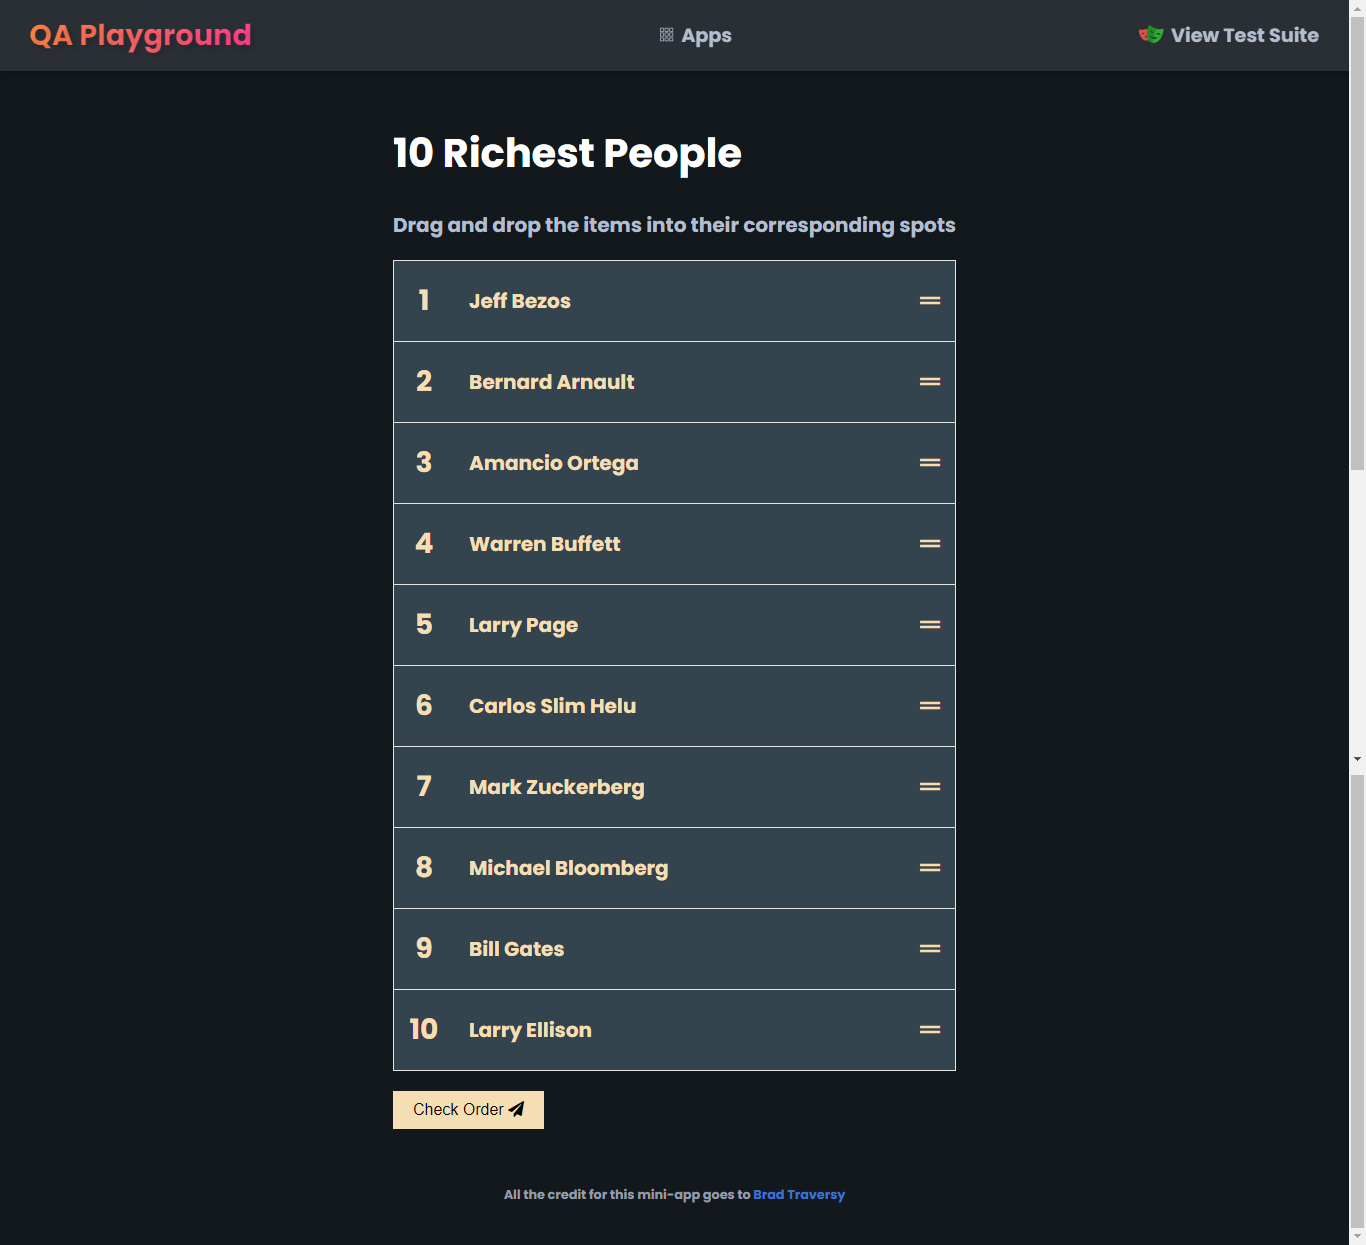 QA Playground
Apps
View Test Suite
10 Richest People
Drag and drop the items into their corresponding spots
1 Jeff Bezos
2 Bernard Arnault
3 Amancio Ortega
4 Warren Buffett
5 Larry Page
6 Carlos Slim Helu
7 Mark Zuckerberg
8 Michael Bloomberg
9 Bill Gates
10 Larry Ellison
Check Order
All the credit for this mini-app goes to Brad Traversy